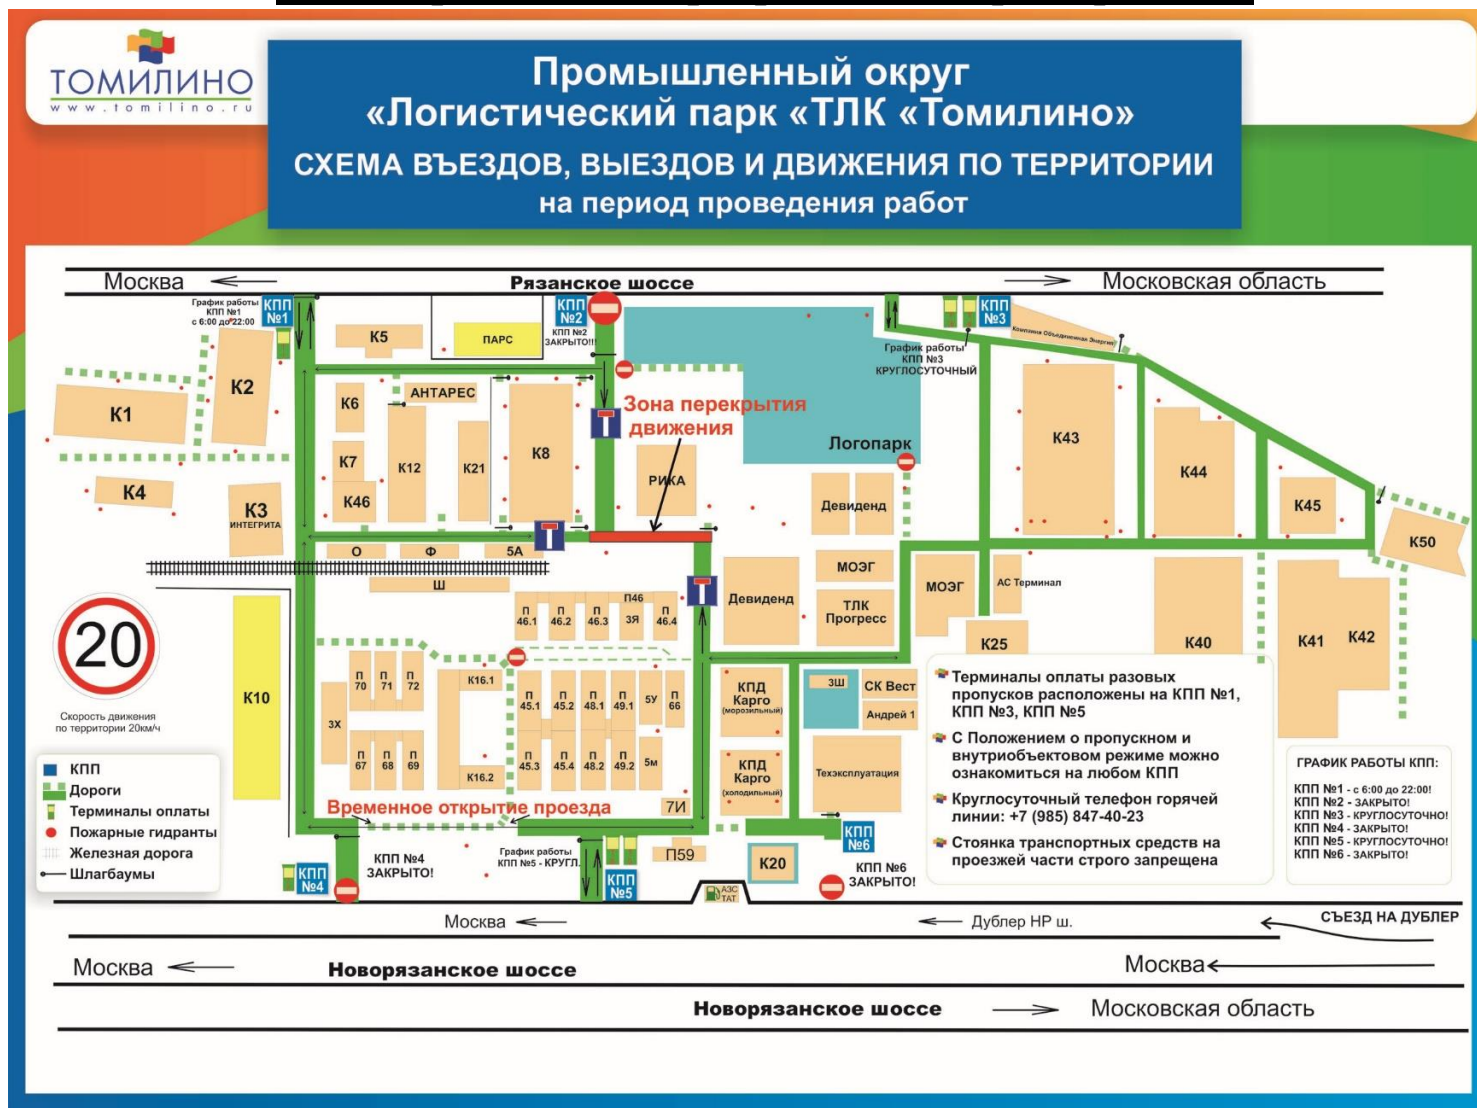 ТОМИЛИНО
www.tomilino.ru
Промышленный округ
«Логистический парк «ТЛК «Томилино»
СХЕМА ВЪЕЗДОВ, ВЫЕЗДОВ И ДВИЖЕНИЯ ПО ТЕРРИТОРИИ
на период проведения работ
Москва
Рязанское шоссе
Московская область
График работы
КПП №1
с 6:00 до 22:00
КПП
№1
К5
ПАРС
КПП
№2
КПП №2
ЗАКРЫТО!!!
КПП
№3
График работы
КПП №3
КРУГЛОСУТОЧНЫЙ
Компания Объединенная Энергия
К1
К2
К4
К3
ИНТЕГРИТА
К6
АНТАРЕС
К7
К46
К12
К21
К8
Зона перекрытия
движения
РИКА
Логопарк
Девиденд
К43
К44
К45
К50
О
Ф
5А
Ш
Девиденд
МОЭГ
ТЛК
Прогресс
МОЭГ
АС Терминал
К25
К40
К41
К42
П
46.1
П
46.2
П
46.3
П46
3Я
П
46.4
20
Скорость движения
по территории 20км/ч
К10
3Х
П
70
П
71
П
72
П
67
П
68
П
69
К16.1
К16.2
П
45.1
П
45.2
П
48.1
П
49.1
5У
П
66
П
45.3
П
45.4
П
48.2
П
49.2
5м
7И
КПД
Карго
(морозильный)
КПД
Карго
(холодильный)
3Ш
СК Вест
Андрей 1
Техэксплуатация
Временное открытие проезда
КПП
Дороги
Терминалы оплаты
Пожарные гидранты
Железная дорога
Шлагбаумы
КПП
№4
КПП №4
ЗАКРЫТО!
График работы
КПП №5 - КРУГЛ.
КПП
№5
П59
К20
АЗС
ТАТ
КПП
№6
КПП №6
ЗАКРЫТО!
Терминалы оплаты разовых
пропусков расположены на КПП №1,
КПП №3, КПП №5
С Положением о пропускном и
внутриобъектовом режиме можно
ознакомиться на любом КПП
Круглосуточный телефон горячей
линии: +7 (985) 847-40-23
Стоянка транспортных средств на
проезжей части строго запрещена
ГРАФИК РАБОТЫ КПП:
КПП №1 - с 6:00 до 22:00!
КПП №2 - ЗАКРЫТО!
КПП №3 - КРУГЛОСУТОЧНО!
КПП №4 - ЗАКРЫТО!
КПП №5 - КРУГЛОСУТОЧНО!
КПП №6 - ЗАКРЫТО!
Москва
Дублер НР ш.
СЪЕЗД НА ДУБЛЕР
Москва
Новорязанское шоссе
Москва
Новорязанское шоссе
Московская область